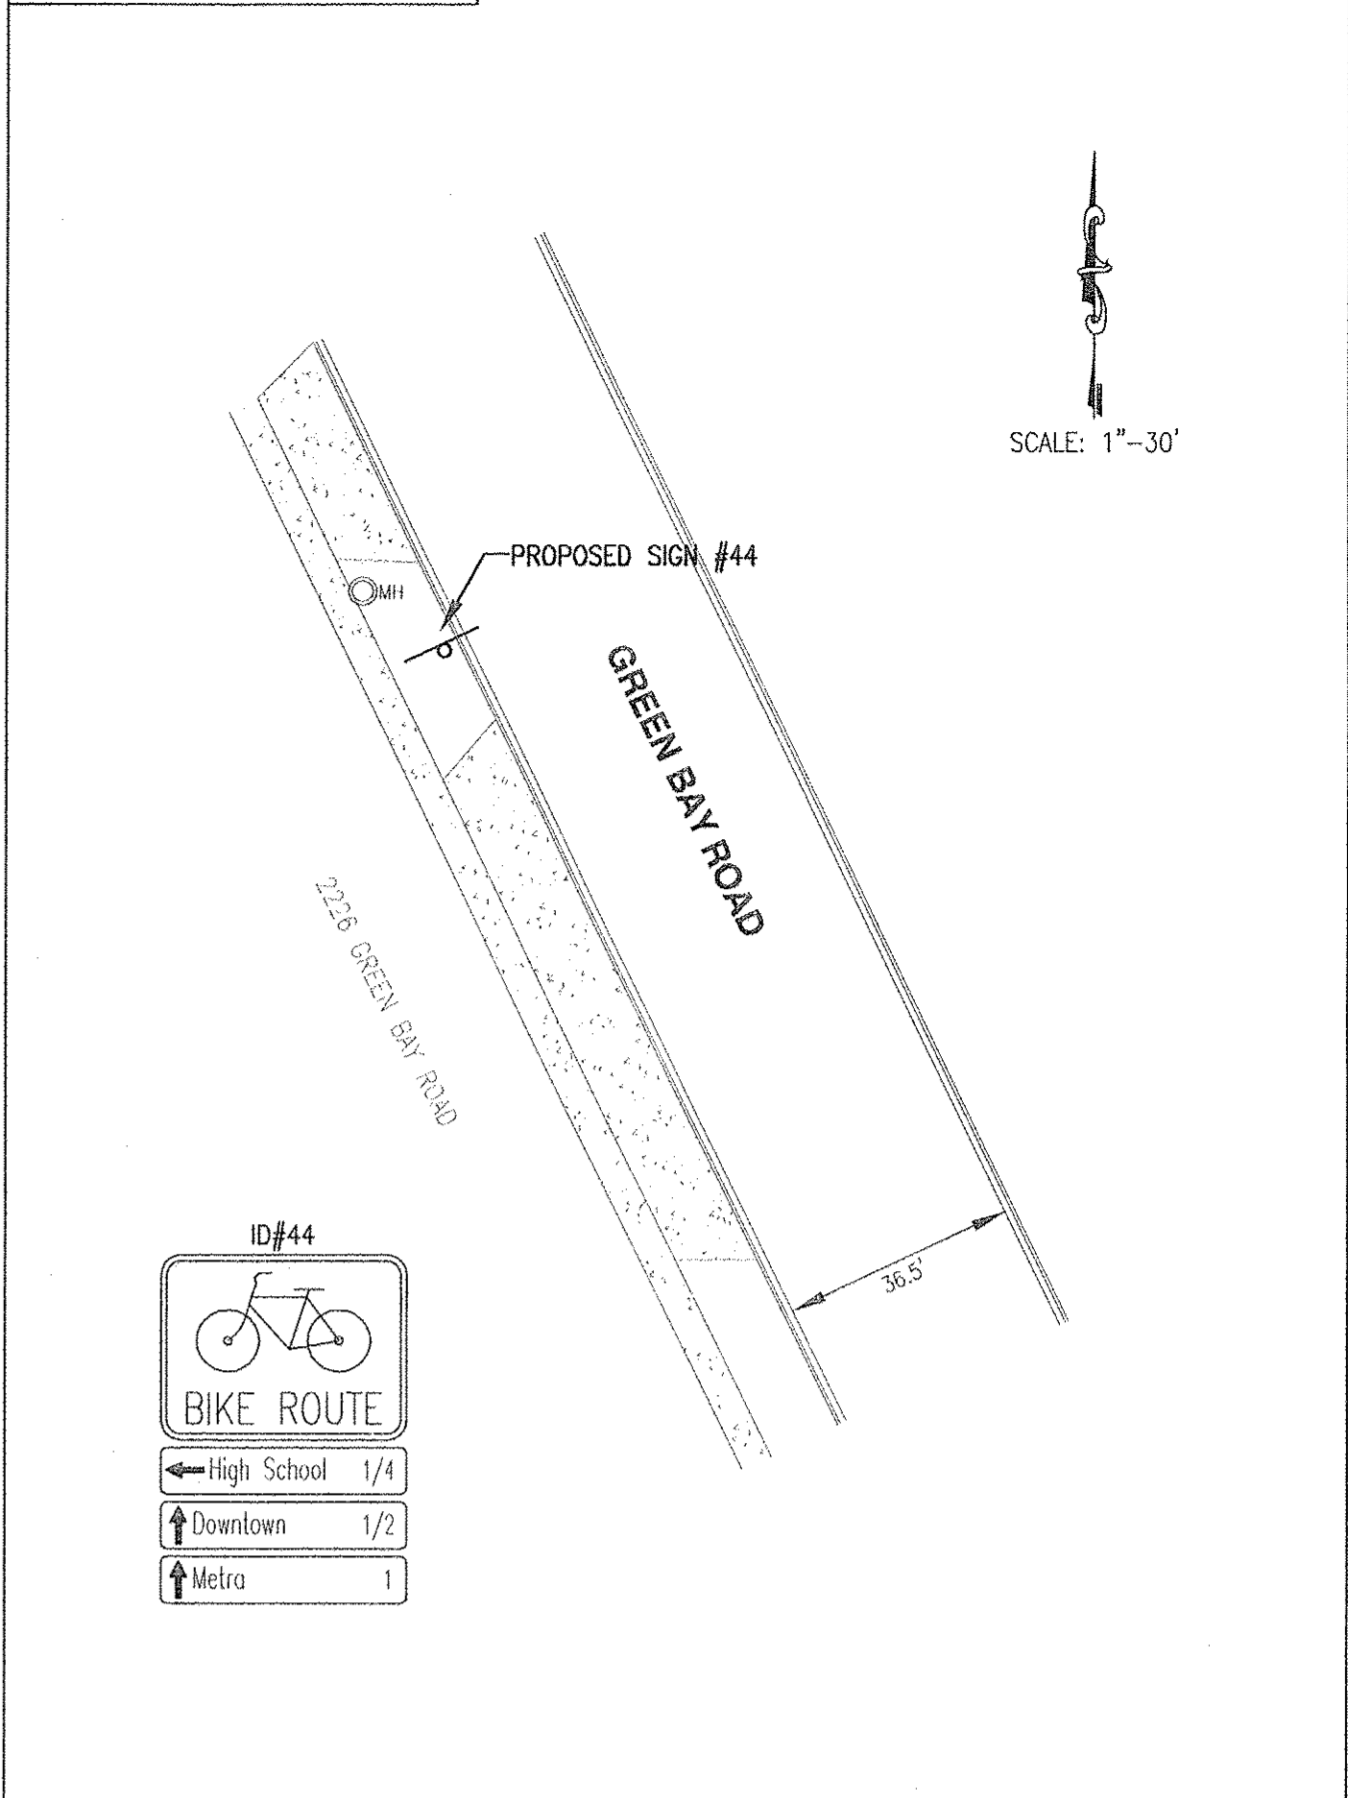 SCALE: 1"-30'
PROPOSED SIGN #44
MH
GREEN BAY ROAD
2226 GREEN BAY ROAD
36.5'
ID#44
BIKE ROUTE
High School 1/4
Downtown 1/2
Metra 1